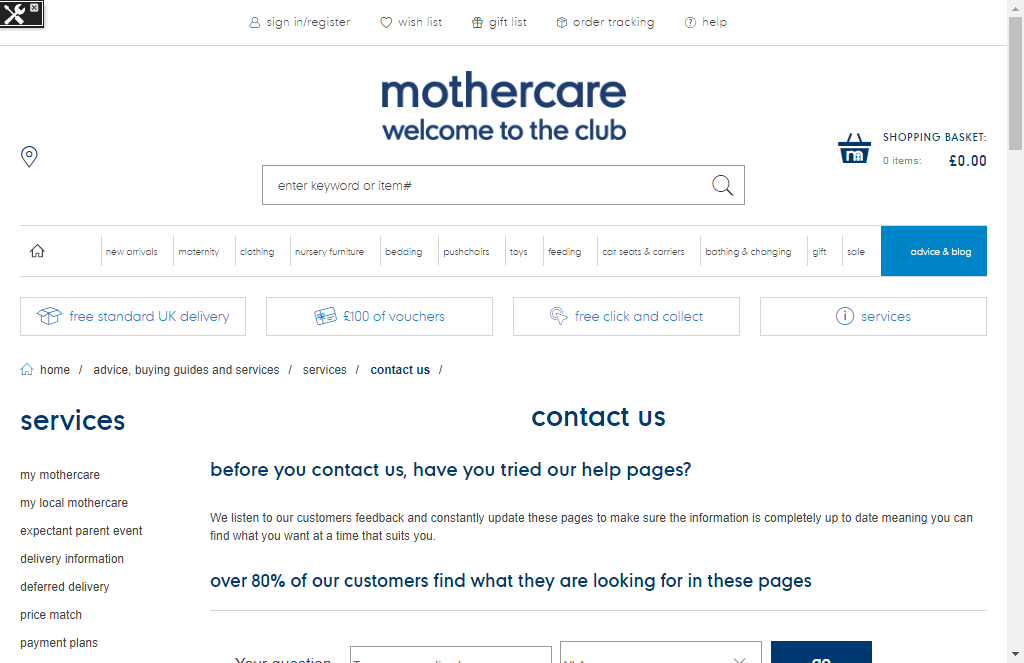 sign in/register
wish list
gift list
order tracking
help
mothercare
welcome to the club
SHOPPING BASKET:
0 items: £0.00
enter keyword or item#
new arrivals
maternity
clothing
nursery furniture
bedding
pushchairs
toys
feeding
car seats & carriers
bathing & changing
gift
sale
advice & blog
free standard UK delivery
£100 of vouchers
free click and collect
services
home / advice, buying guides and services / services / contact us /
services
my mothercare
my local mothercare
expectant parent event
delivery information
deferred delivery
price match
payment plans
contact us
before you contact us, have you tried our help pages?
We listen to our customers feedback and constantly update these pages to make sure the information is completely up to date meaning you can
find what you want at a time that suits you.
over 80% of our customers find what they are looking for in these pages
Your question
go